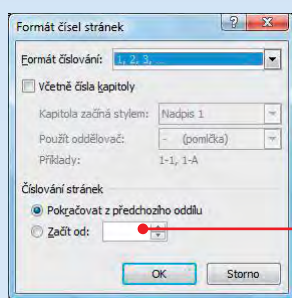 Formát čísel stránek
Formát číslování: 1, 2, 3, ...
Včetně čísla kapitoly
Kapitola začíná stylem: Nadpis 1
Použít oddělovač: - (pomlčka)
Příklady: 1-1, 1-A
Číslování stránek
Pokračovat z předchozího oddílu
Začít od:
OK Storno